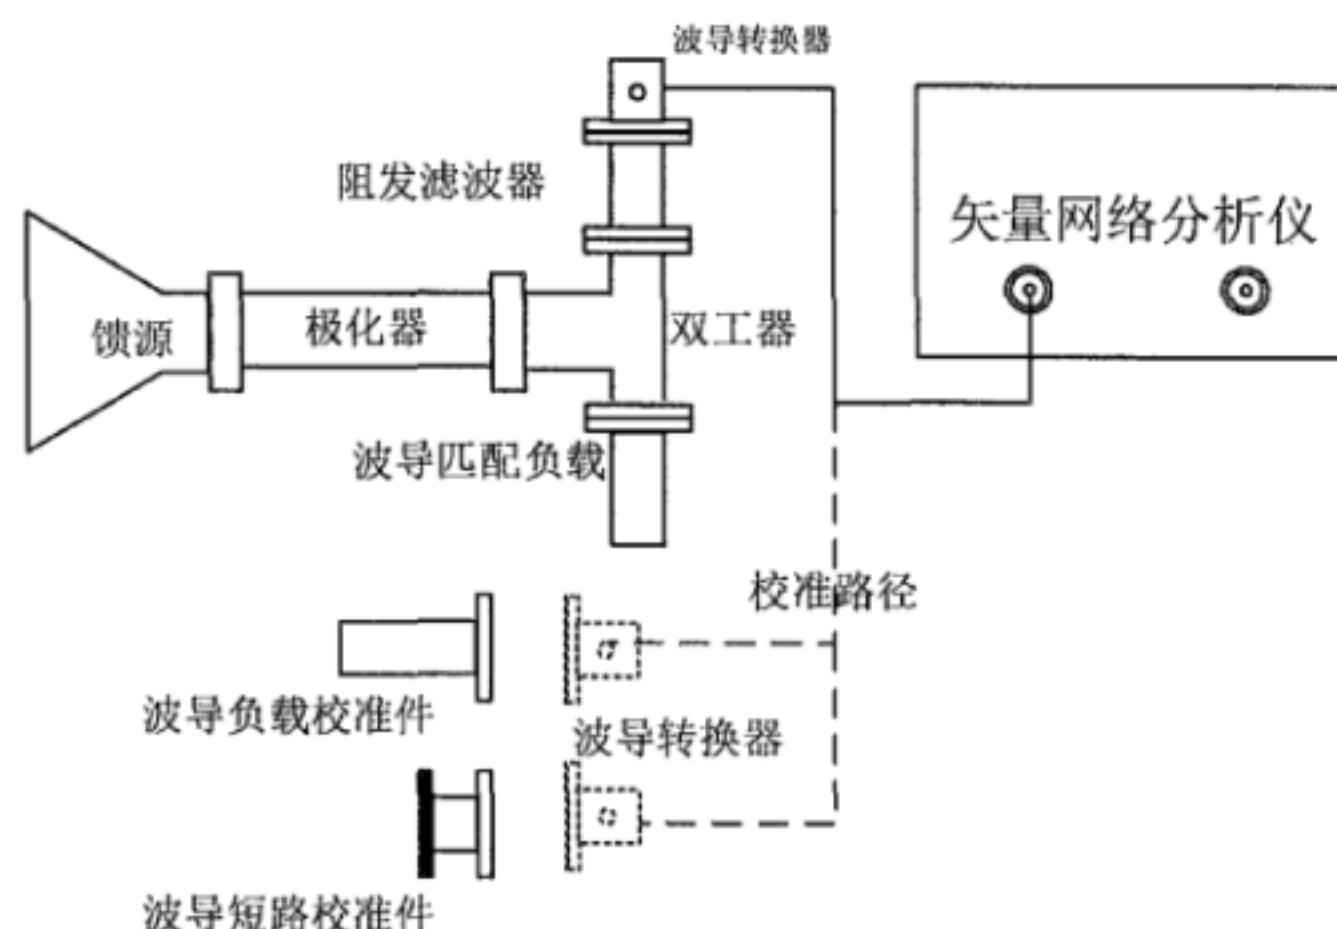 波导转换器
阻发滤波器
矢量网络分析仪
馈源
极化器
双工器
波导匹配负载
校准路径
波导负载校准件
波导转换器
波导短路校准件